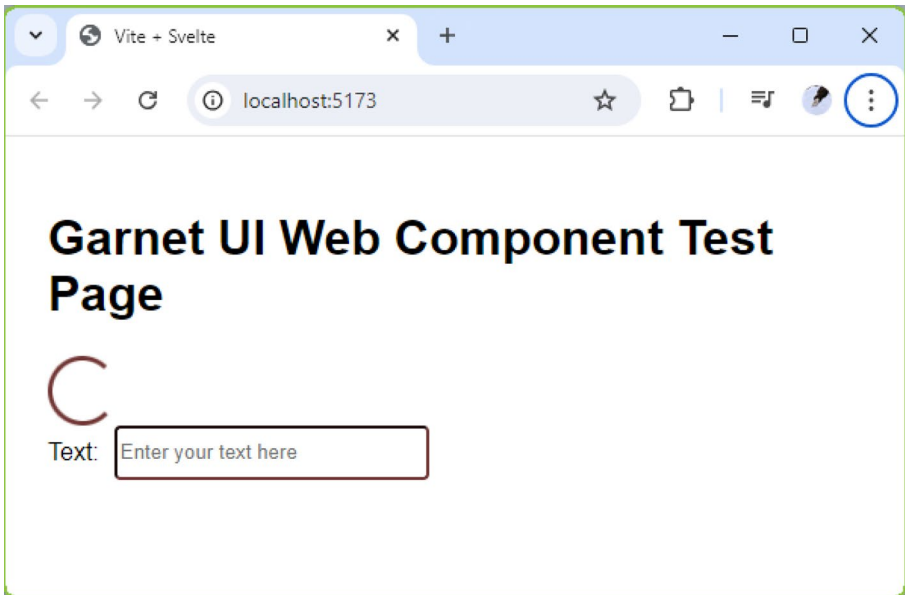 Vite + Svelte
localhost:5173
Garnet UI Web Component Test
Page
Text: Enter your text here